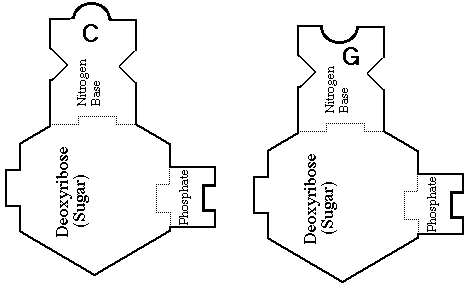 C
Nitrogen
Base
Deoxyribose
(Sugar)
Phosphate
G
Nitrogen
Base
Deoxyribose
(Sugar)
Phosphate